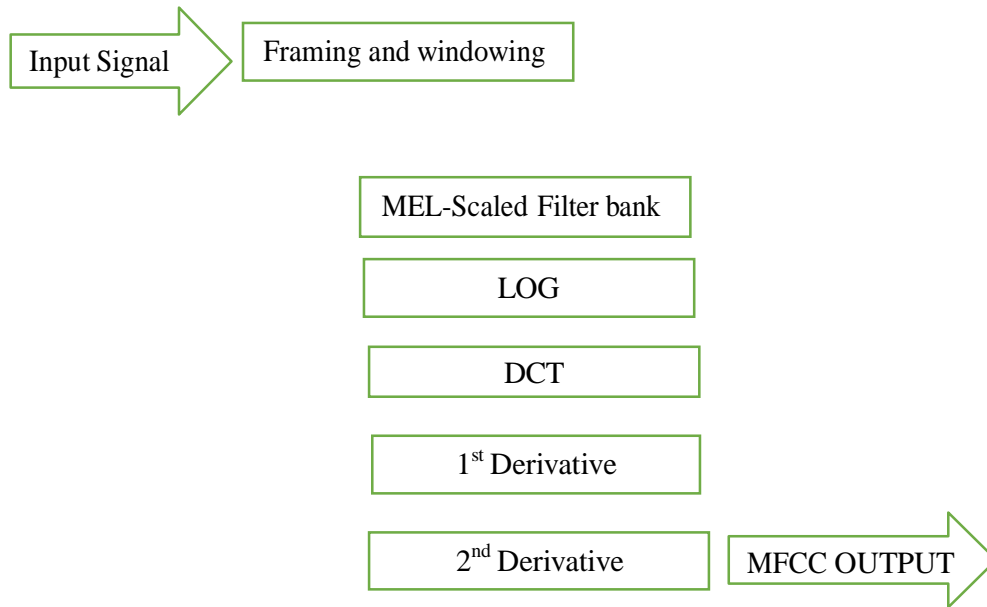 Input Signal
Framing and windowing
MEL-Scaled Filter bank
LOG
DCT
1st Derivative
2nd Derivative
MFCC OUTPUT